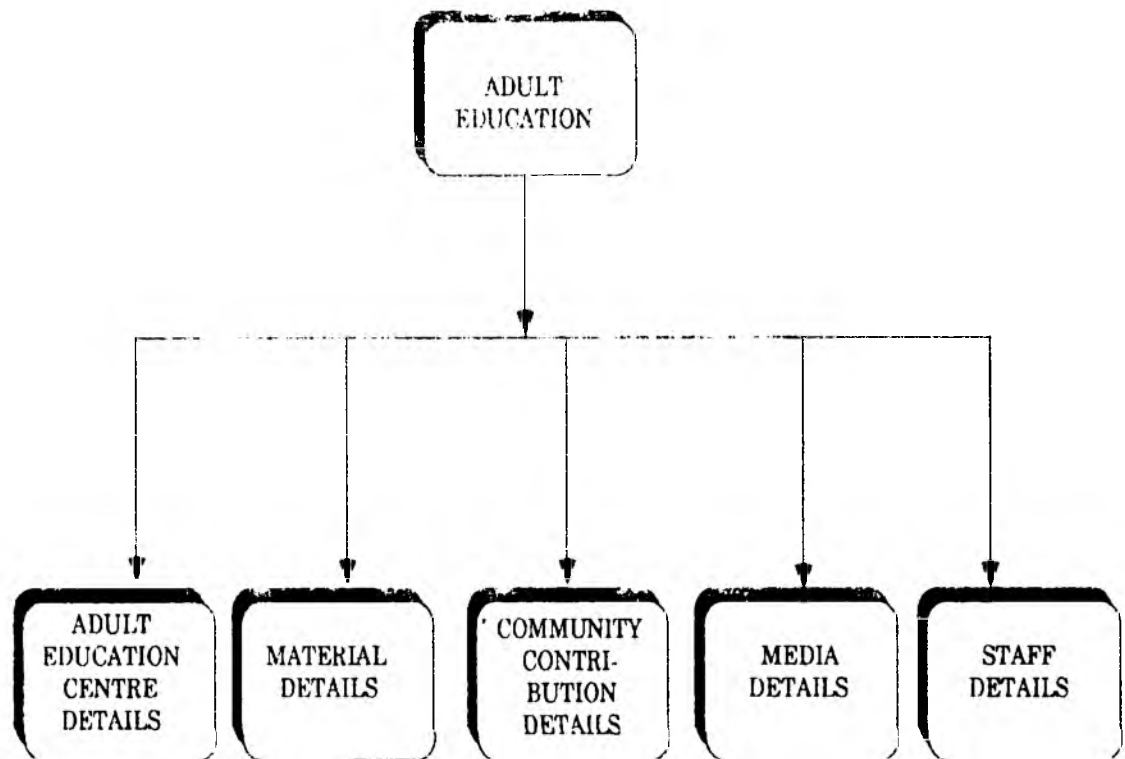 ADULT
EDUCATION
ADULT
EDUCATION
CENTRE
DETAILS
MATERIAL
DETAILS
COMMUNITY
CONTRI-
BUTION
DETAILS
MEDIA
DETAILS
STAFF
DETAILS